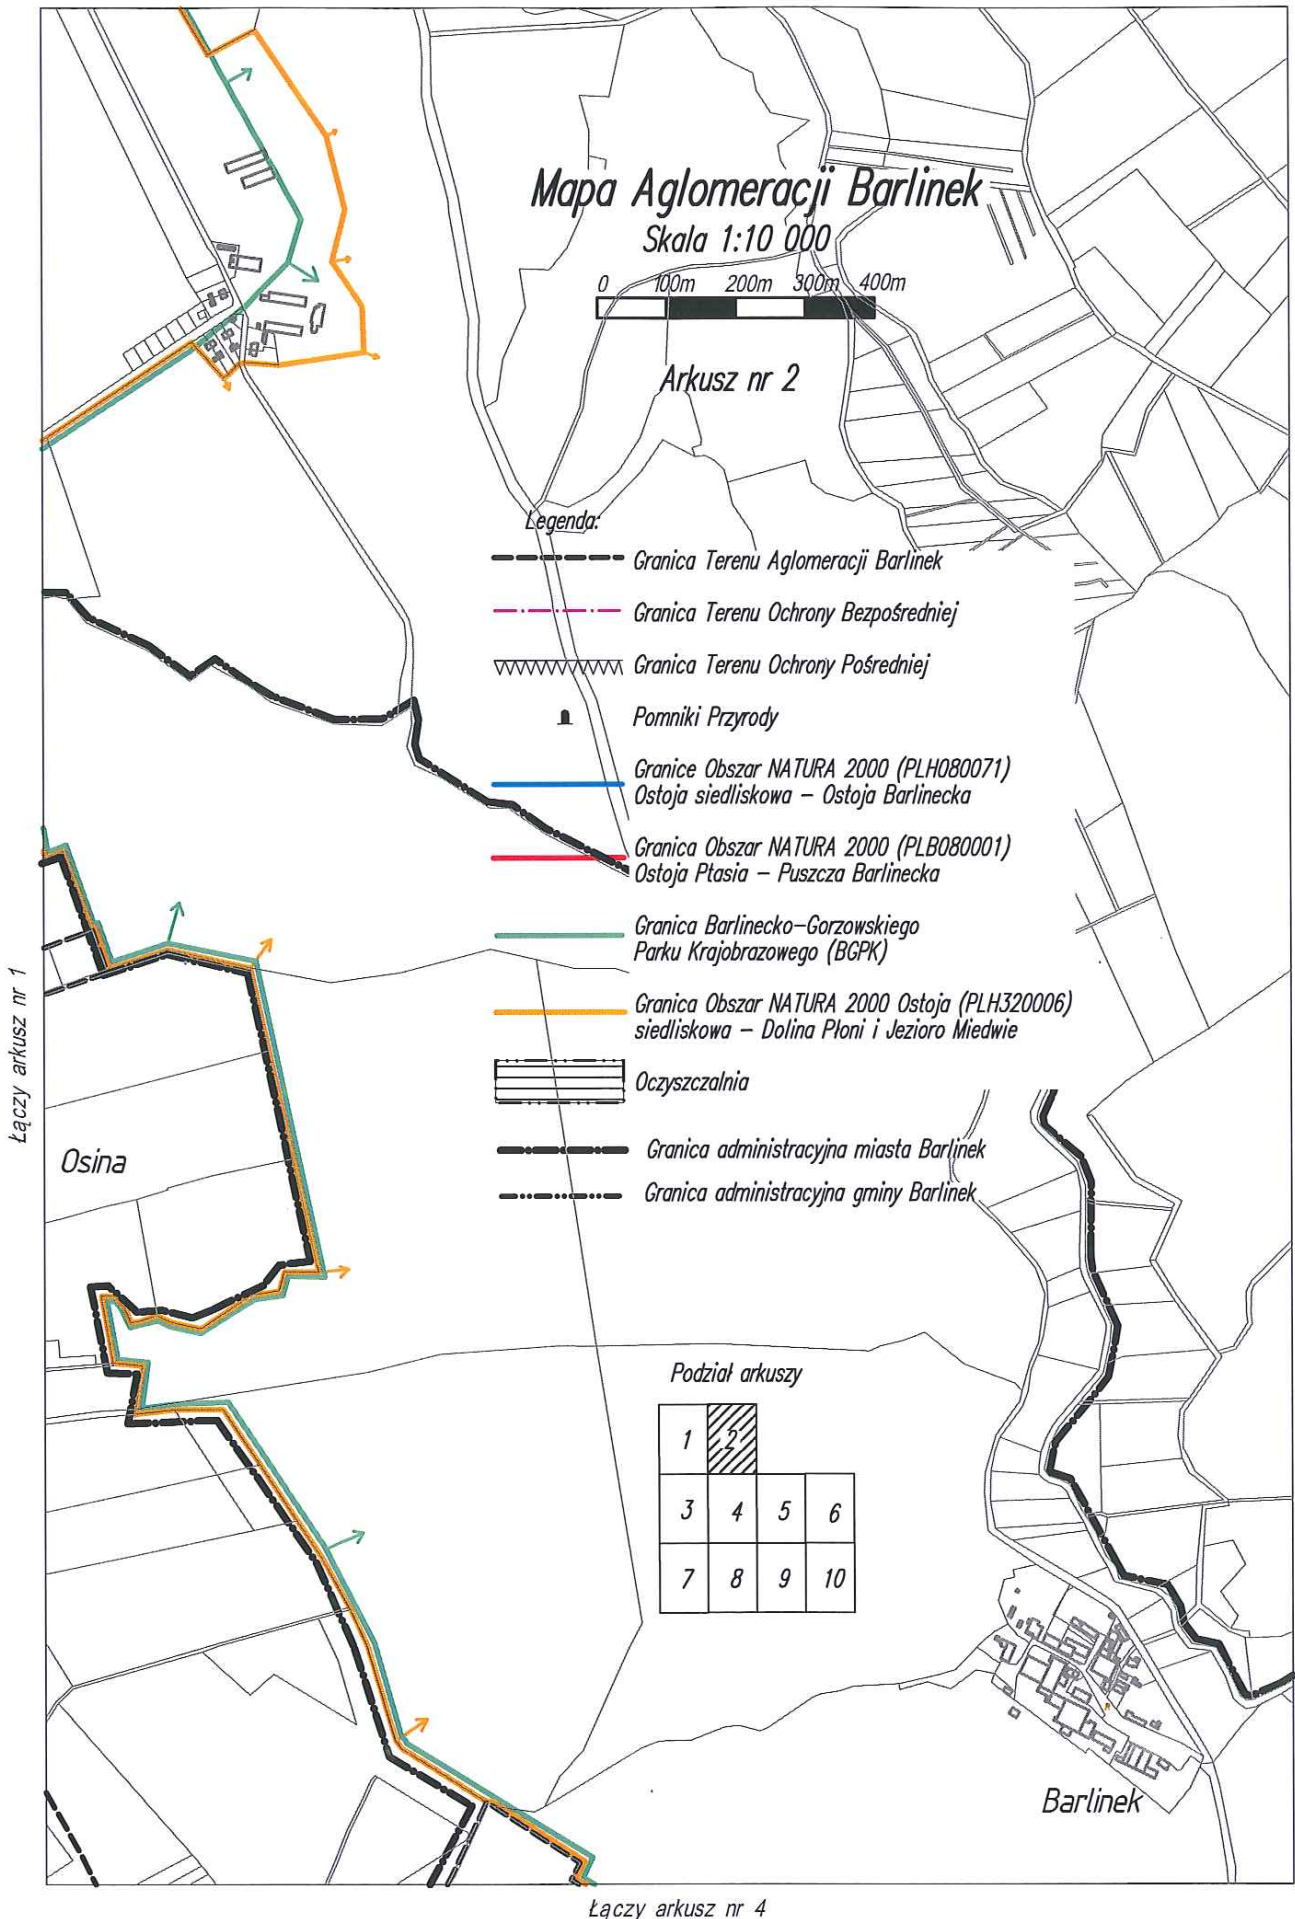 Mapa Aglomeracji Barlinek
Skala 1:10 000
0 100m 200m 300m 400m
Arkusz nr 2
Legenda:
Granica Terenu Aglomeracji Barlinek
Granica Terenu Ochrony Bezpośredniej
Granica Terenu Ochrony Pośredniej
Pomniki Przyrody
Granice Obszar NATURA 2000 (PLH080071)
Ostoja siedliskowa – Ostoja Barlinecka
Granica Obszar NATURA 2000 (PLB080001)
Ostoja Ptasia – Puszcza Barlinecka
Granica Barlinecko–Gorzowskiego
Parku Krajobrazowego (BGPK)
Granica Obszar NATURA 2000 Ostoja (PLH320006)
siedliskowa – Dolina Płoni i Jezioro Miedwie
Oczyszczalnia
Granica administracyjna miasta Barlinek
Granica administracyjna gminy Barlinek
Łączy arkusz nr 1
Osina
Podział arkuszy
1 2
3 4 5 6
7 8 9 10
Barlinek
Łączy arkusz nr 4